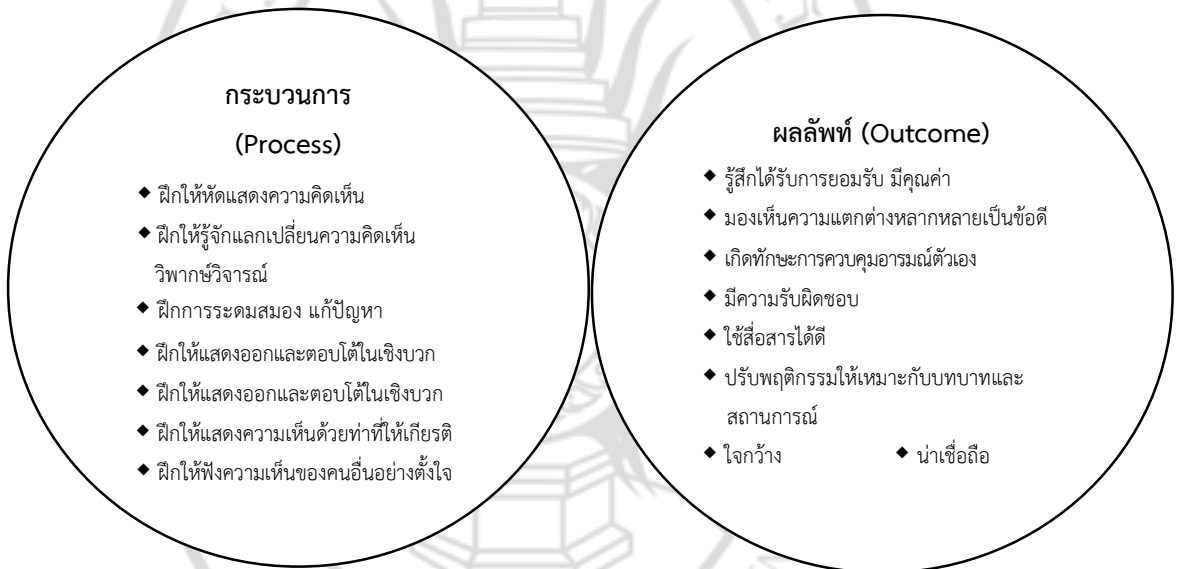 กระบวนการ
(Process)
◆ ฝึกให้หัดแสดงความคิดเห็น
◆ ฝึกให้รู้จักแลกเปลี่ยนความคิดเห็น
วิพากษ์วิจารณ์
◆ ฝึกการระดมสมอง แก้ปัญหา
◆ ฝึกให้แสดงออกและตอบโต้ในเชิงบวก
◆ ฝึกให้แสดงออกและตอบโต้ในเชิงบวก
◆ ฝึกให้แสดงความเห็นด้วยท่าที่ให้เกียรติ
◆ ฝึกให้ฟังความเห็นของคนอื่นอย่างตั้งใจ
ผลลัพท์ (Outcome)
◆ รู้สึกได้รับการยอมรับ มีคุณค่า
◆ มองเห็นความแตกต่างหลากหลายเป็นข้อดี
◆ เกิดทักษะการควบคุมอารมณ์ตัวเอง
◆ มีความรับผิดชอบ
◆ ใช้สื่อสารได้ดี
◆ ปรับพฤติกรรมให้เหมาะกับบทบาทและ
สถานการณ์
◆ ใจกว้าง ◆ น่าเชื่อถือ